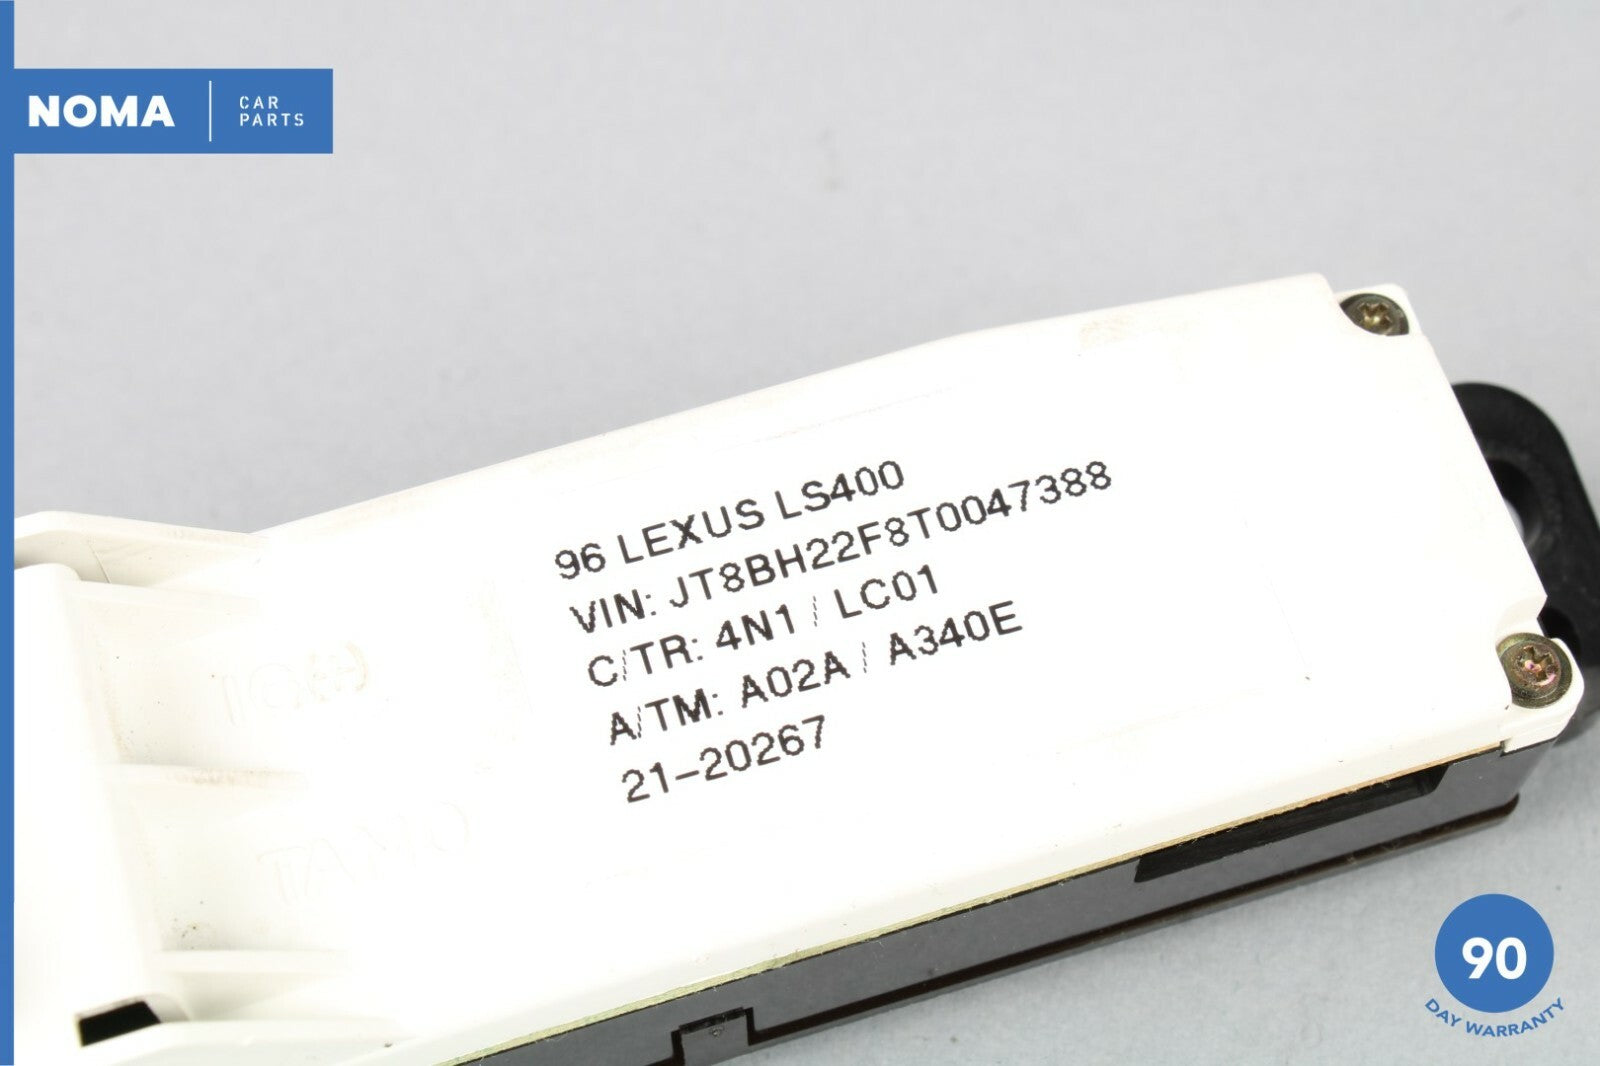 NOMA
CAR
PARTS
96 LEXUS LS400
VIN: JT8BH22F8T0047388
C/TR: 4N1 / LC01
A/TM: A02A / A340E
21-20267
90
DAY WARRANTY